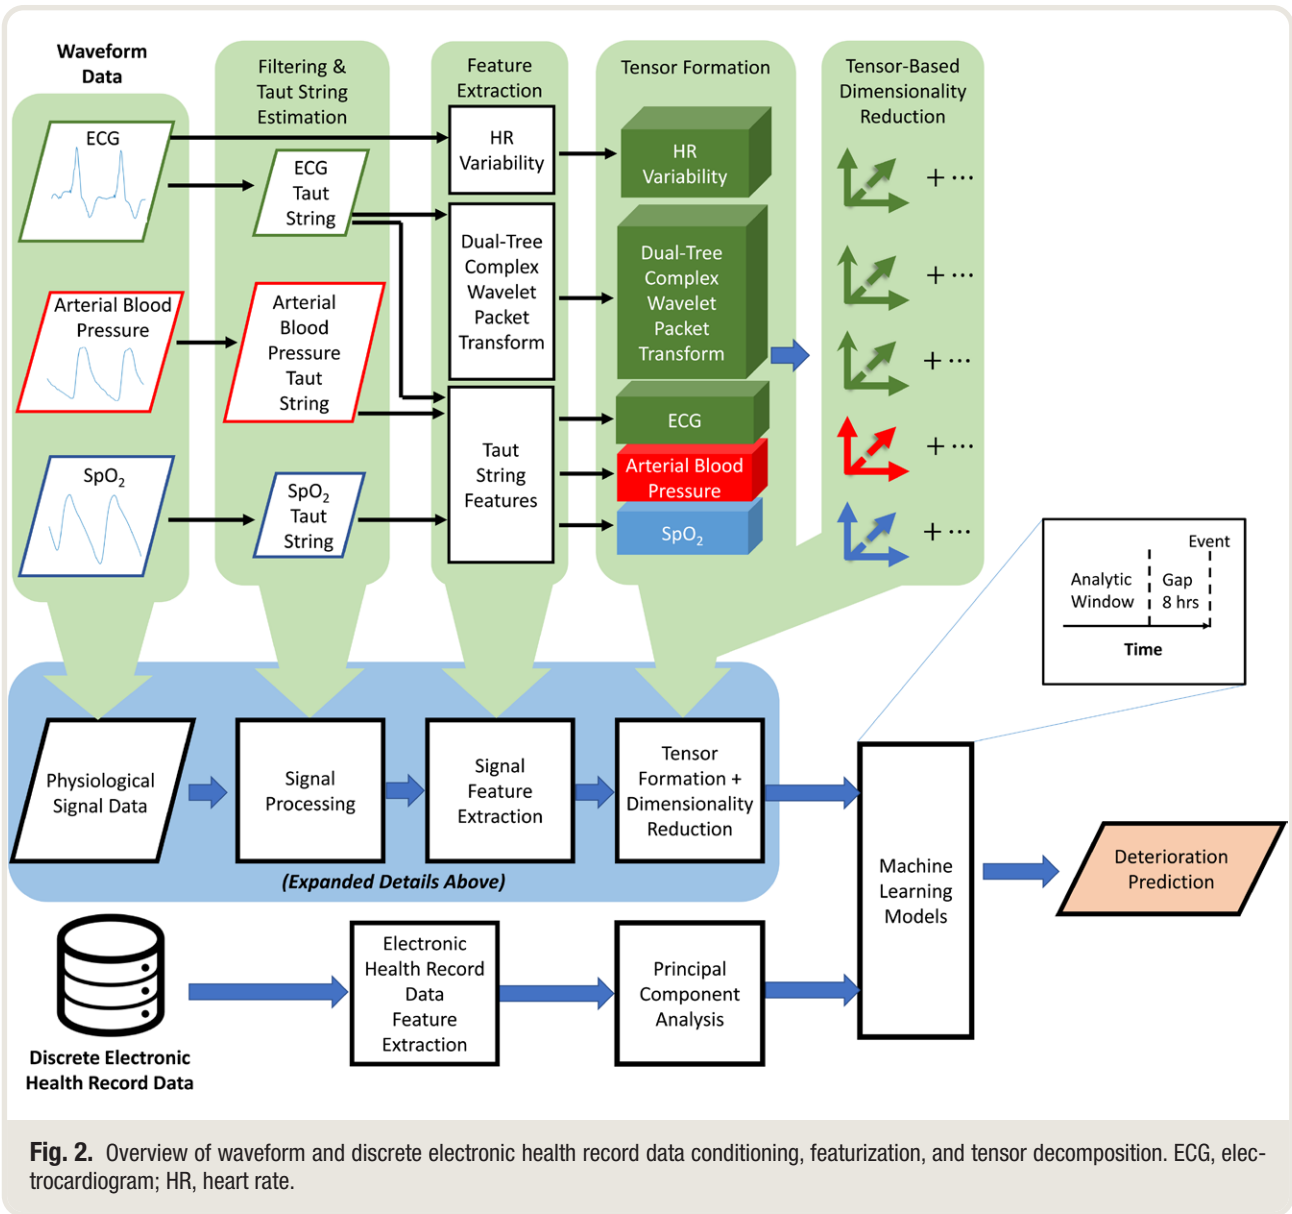 Waveform
Data
Filtering &
Taut String
Estimation
Feature
Extraction
Tensor Formation
Tensor-Based
Dimensionality
Reduction
ECG
ECG
Taut
String
HR
Variability
HR
Variability
+ ...
Dual-Tree
Complex
Wavelet
Packet
Transform
Dual-Tree
Complex
Wavelet
Packet
Transform
+ ...
Arterial Blood
Pressure
Arterial
Blood
Pressure
Taut
String
+ ...
Taut
String
Features
ECG
Arterial Blood
Pressure
+ ...
SpO₂
SpO₂
Taut
String
SpO₂
+ ...
Event
Analytic
Window
Gap
8 hrs
Time
Physiological
Signal Data
Signal
Processing
Signal
Feature
Extraction
Tensor
Formation +
Dimensionality
Reduction
(Expanded Details Above)
Machine
Learning
Models
Deterioration
Prediction
Discrete Electronic
Health Record Data
Electronic
Health Record
Data
Feature
Extraction
Principal
Component
Analysis
Fig. 2. Overview of waveform and discrete electronic health record data conditioning, featurization, and tensor decomposition. ECG, elec-
trocardiogram; HR, heart rate.